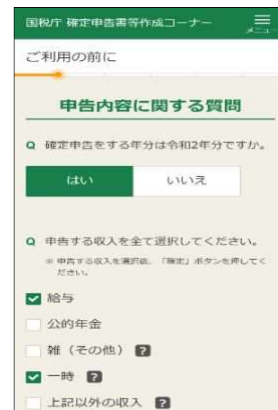 国税庁 確定申告書等作成コーナー
メニュー
ご利用の前に
申告内容に関する質問
Q 確定申告をする年分は令和2年分ですか。
はい
いいえ
Q 申告する収入を全て選択してください。
※ 申告する収入を選択後、「確定」ボタンを押してく
ださい。
給与
公的年金
雑（その他） ?
一時 ?
上記以外の収入 ?